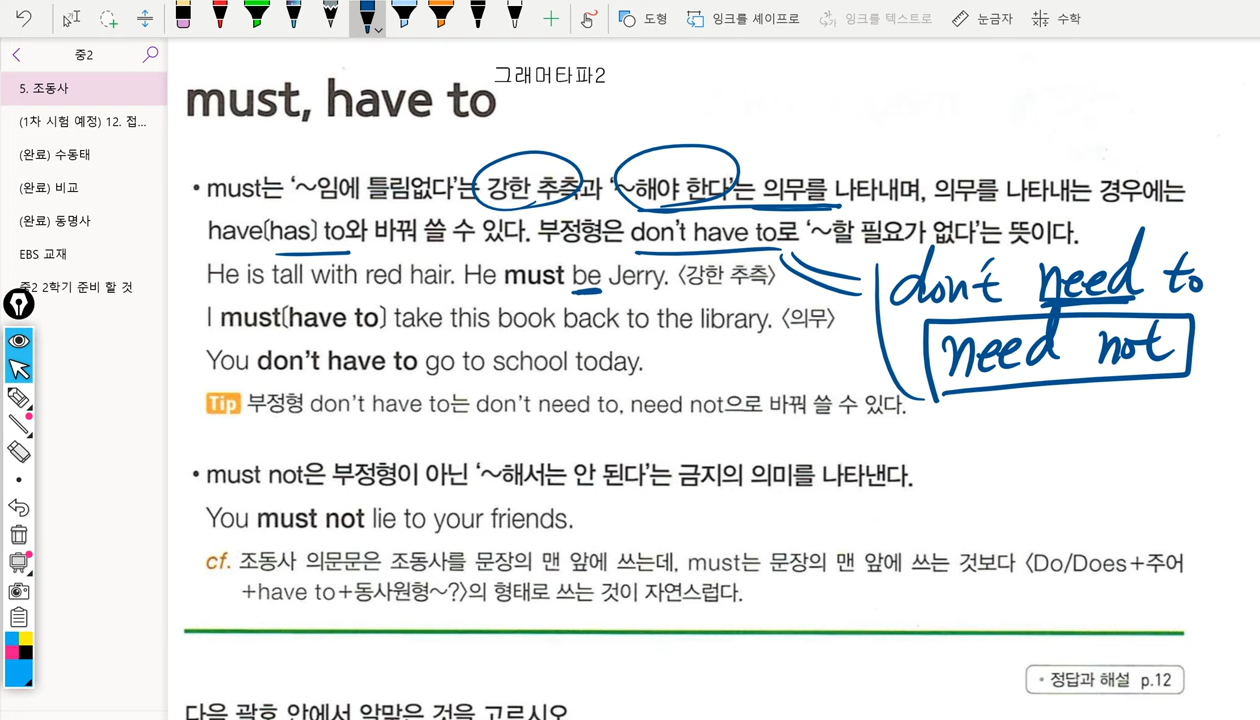 도형
잉크를 셰이프로
잉크를 텍스트로
눈금자
수학
중2
5. 조동사
(1차 시험 예정) 12. 접...
(완료) 수동태
(완료) 비교
(완료) 동명사
EBS 교재
중2 2학기 준비 할 것
그래머타파2
must, have to
• must는 ‘～임에 틀림없다’는 강한 추측과 ‘～해야 한다’는 의무를 나타내며, 의무를 나타내는 경우에는
have(has) to와 바꿔 쓸 수 있다. 부정형은 don’t have to로 ‘～할 필요가 없다’는 뜻이다.
He is tall with red hair. He must be Jerry. 〈강한 추측〉
don't need to
I must(have to) take this book back to the library. 〈의무〉
need not
You don’t have to go to school today.
Tip 부정형 don’t have to는 don’t need to, need not으로 바꿔 쓸 수 있다.
• must not은 부정형이 아닌 ‘～해서는 안 된다’는 금지의 의미를 나타낸다.
You must not lie to your friends.
cf. 조동사 의문문은 조동사를 문장의 맨 앞에 쓰는데, must는 문장의 맨 앞에 쓰는 것보다 〈Do/Does+주어
+have to+동사원형～?〉의 형태로 쓰는 것이 자연스럽다.
• 정답과 해설 p.12
다음 괄호 안에서 알맞은 것을 고르시오